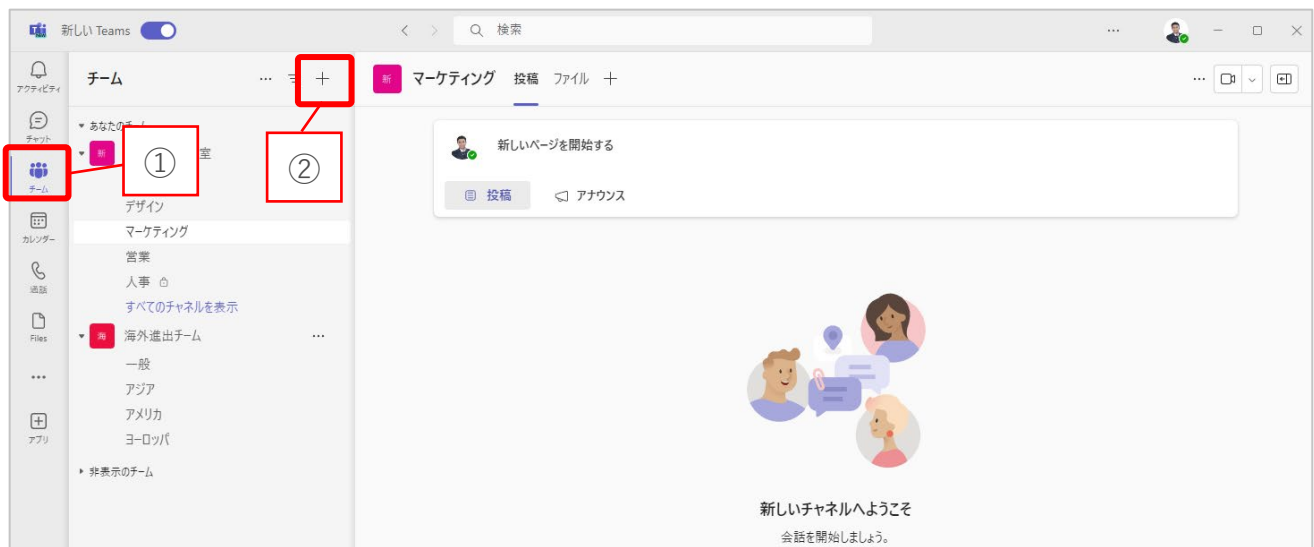 新しい Teams
検索
アクティビティ
チーム
新 マーケティング 投稿 ファイル
チャット
あなたの
新 室
① ②
新しいページを開始する
チーム
投稿 アナウンス
デザイン
カレンダー
マーケティング
営業
通話
人事
すべてのチャネルを表示
Files
海 海外進出チーム
一般
アジア
アメリカ
アプリ
ヨーロッパ
非表示のチーム
新しいチャネルへようこそ
会話を開始しましょう。